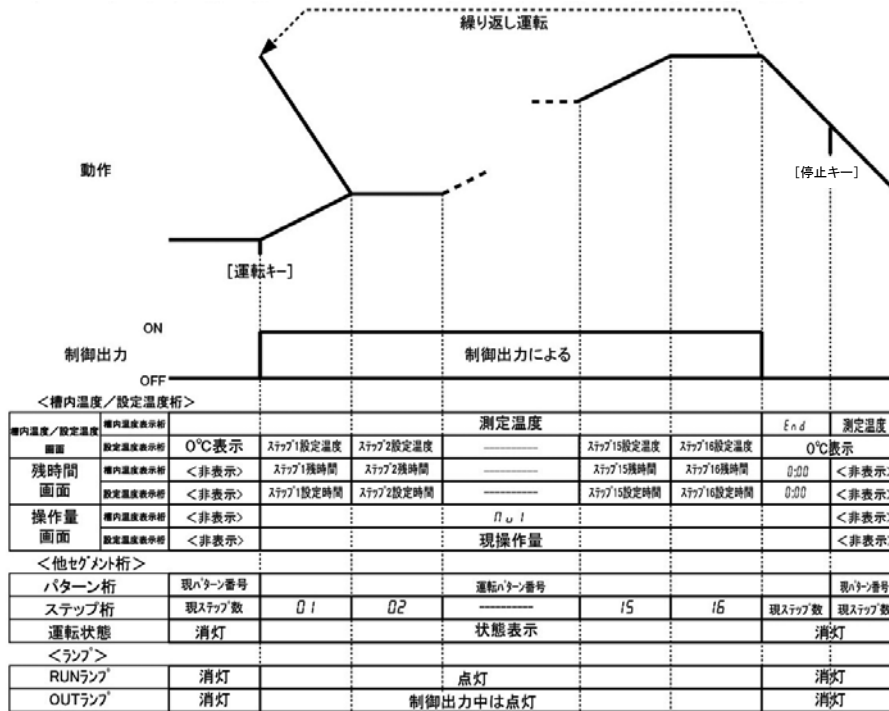 繰り返し運転
動作
[停止キー]
[運転キー]
ON
制御出力
制御出力による
OFF
<槽内温度/設定温度桁>
槽内温度/設定温度画面 槽内温度表示桁 測定温度 End 測定温度
設定温度表示桁 0℃表示 ステップ1設定温度 ステップ2設定温度 ---------- ステップ15設定温度 ステップ16設定温度 0℃表示
残時間画面 槽内温度表示桁 <非表示> ステップ1残時間 ステップ2残時間 ---------- ステップ15残時間 ステップ16残時間 0:00 <非表示>
設定温度表示桁 <非表示> ステップ1設定時間 ステップ2設定時間 ---------- ステップ15設定時間 ステップ16設定時間 0:00 <非表示>
操作量画面 槽内温度表示桁 <非表示> <非表示>
設定温度表示桁 <非表示> 現操作量 <非表示>
<他セグメント桁>
パターン桁 現パターン番号 運転パターン番号 現パターン番号
ステップ桁 現ステップ数 01 02 ---------- 15 16 現ステップ数 現ステップ数
運転状態 消灯 状態表示 消灯
<ランプ>
RUNランプ 消灯 点灯 消灯
OUTランプ 消灯 制御出力中は点灯 消灯